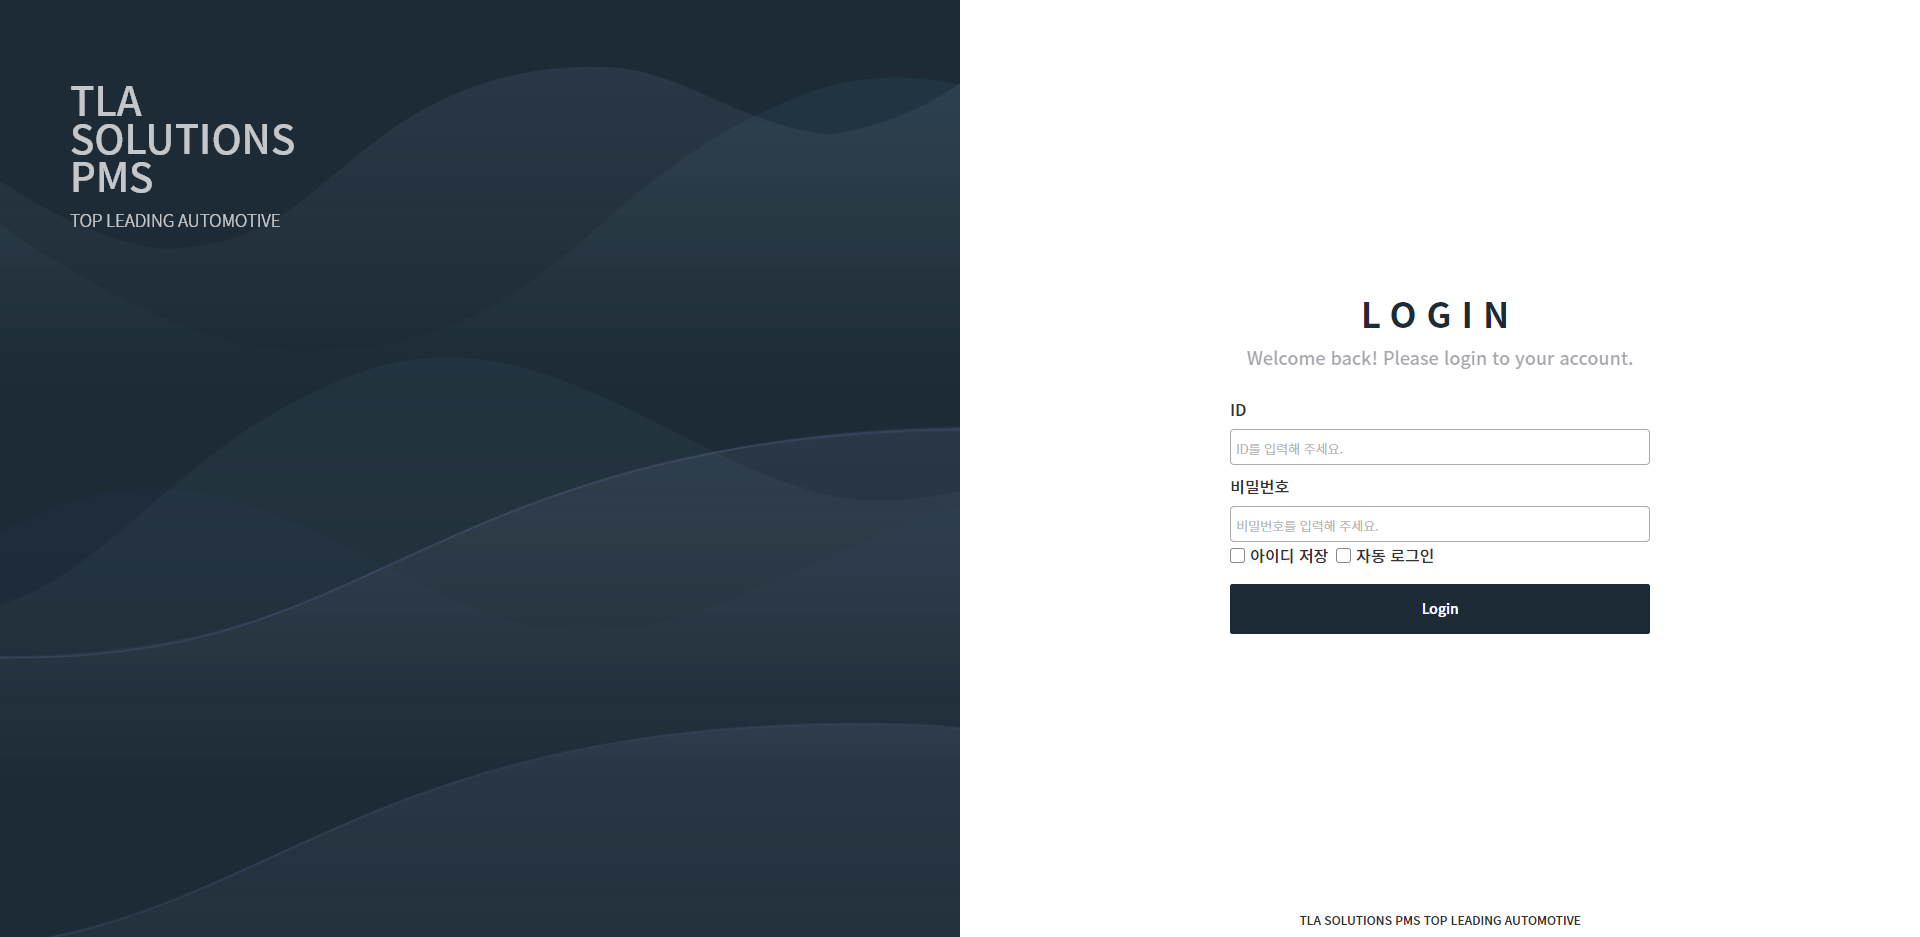 TLA
SOLUTIONS
PMS
TOP LEADING AUTOMOTIVE
LOGIN
Welcome back! Please login to your account.
ID
ID를 입력해 주세요.
비밀번호
비밀번호를 입력해 주세요.
아이디 저장 자동 로그인
Login
TLA SOLUTIONS PMS TOP LEADING AUTOMOTIVE